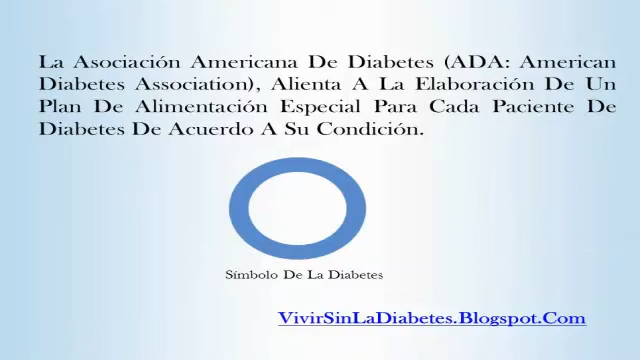 La Asociación Americana De Diabetes (ADA: American
Diabetes Association), Alienta A La Elaboración De Un
Plan De Alimentación Especial Para Cada Paciente De
Diabetes De Acuerdo A Su Condición.
Símbolo De La Diabetes
VivirSinLaDiabetes.Blogspot.Com